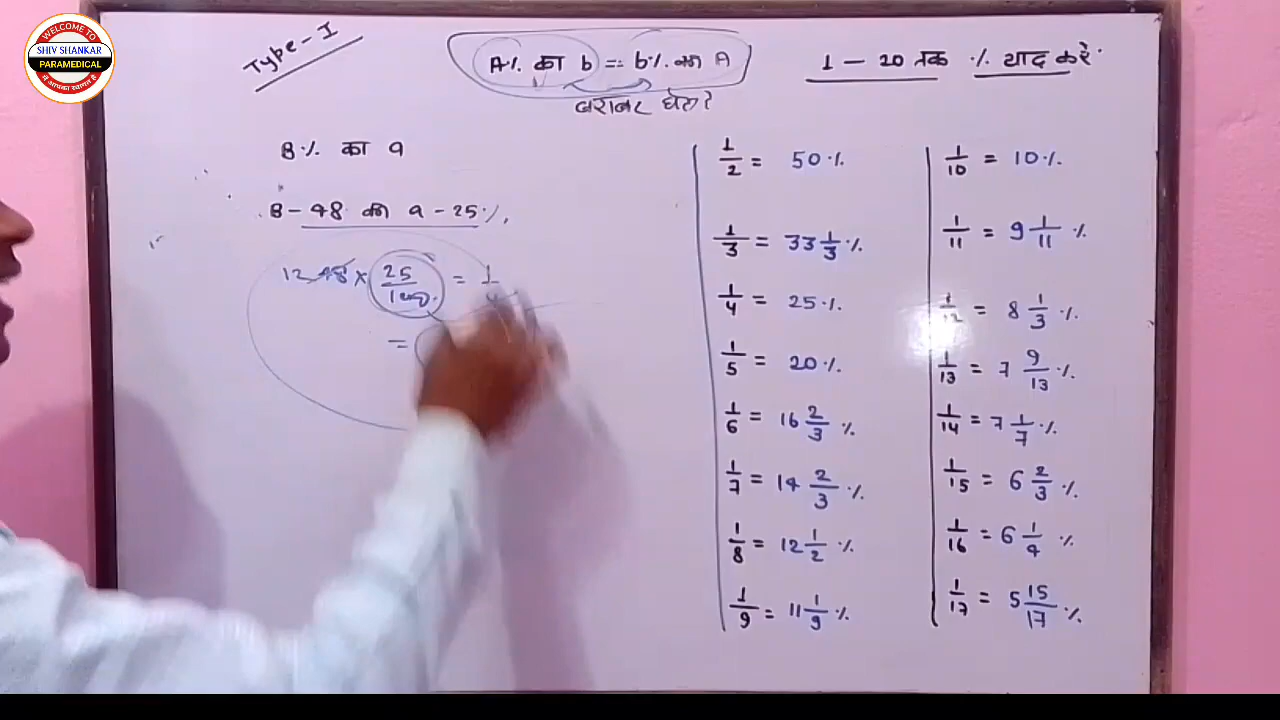 WELCOME TO
SHIV SHANKAR
PARAMEDICAL
Type - I
A% का b == b% का A
बराबर
1 - 20 तक % याद करे
8% का a
8 - 48 की a - 25%
12 48 × 25/100 = 1/4
=
1/2 = 50%
1/3 = 33 1/3 %
1/4 = 25%
1/5 = 20%
1/6 = 16 2/3 %
1/7 = 14 2/3 %
1/8 = 12 1/2 %
1/9 = 11 1/9 %
1/10 = 10%
1/11 = 9 1/11 %
1/12 = 8 1/3 %
1/13 = 7 9/13 %
1/14 = 7 1/7 %
1/15 = 6 2/3 %
1/16 = 6 1/4 %
1/17 = 5 15/17 %